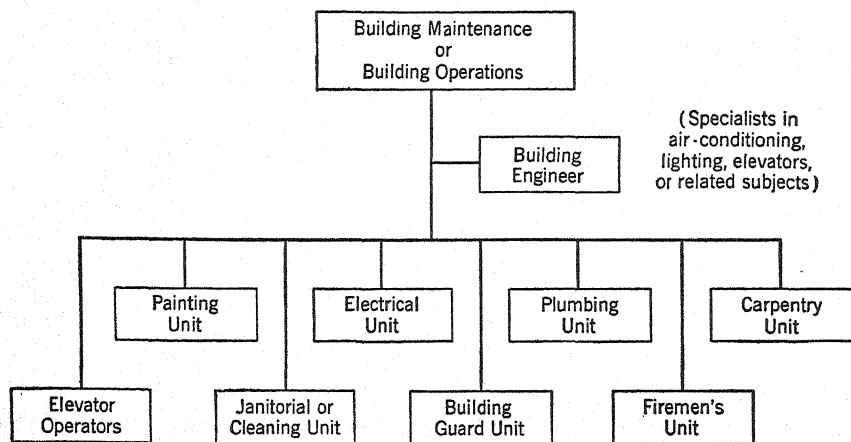 Building Maintenance
or
Building Operations
Building
Engineer
(Specialists in
air-conditioning,
lighting, elevators,
or related subjects)
Painting
Unit
Electrical
Unit
Plumbing
Unit
Carpentry
Unit
Elevator
Operators
Janitorial or
Cleaning Unit
Building
Guard Unit
Firemen's
Unit